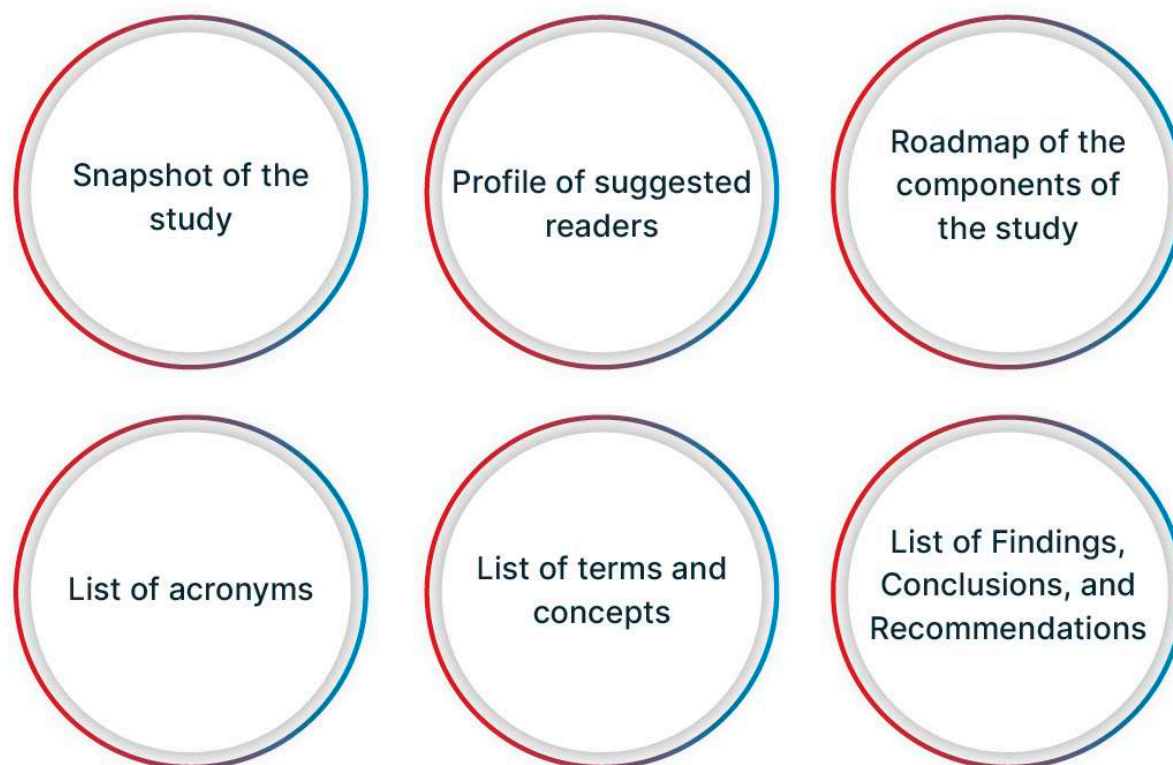 Snapshot of the
study
Profile of suggested
readers
Roadmap of the
components of
the study
List of acronyms
List of terms and
concepts
List of Findings,
Conclusions, and
Recommendations